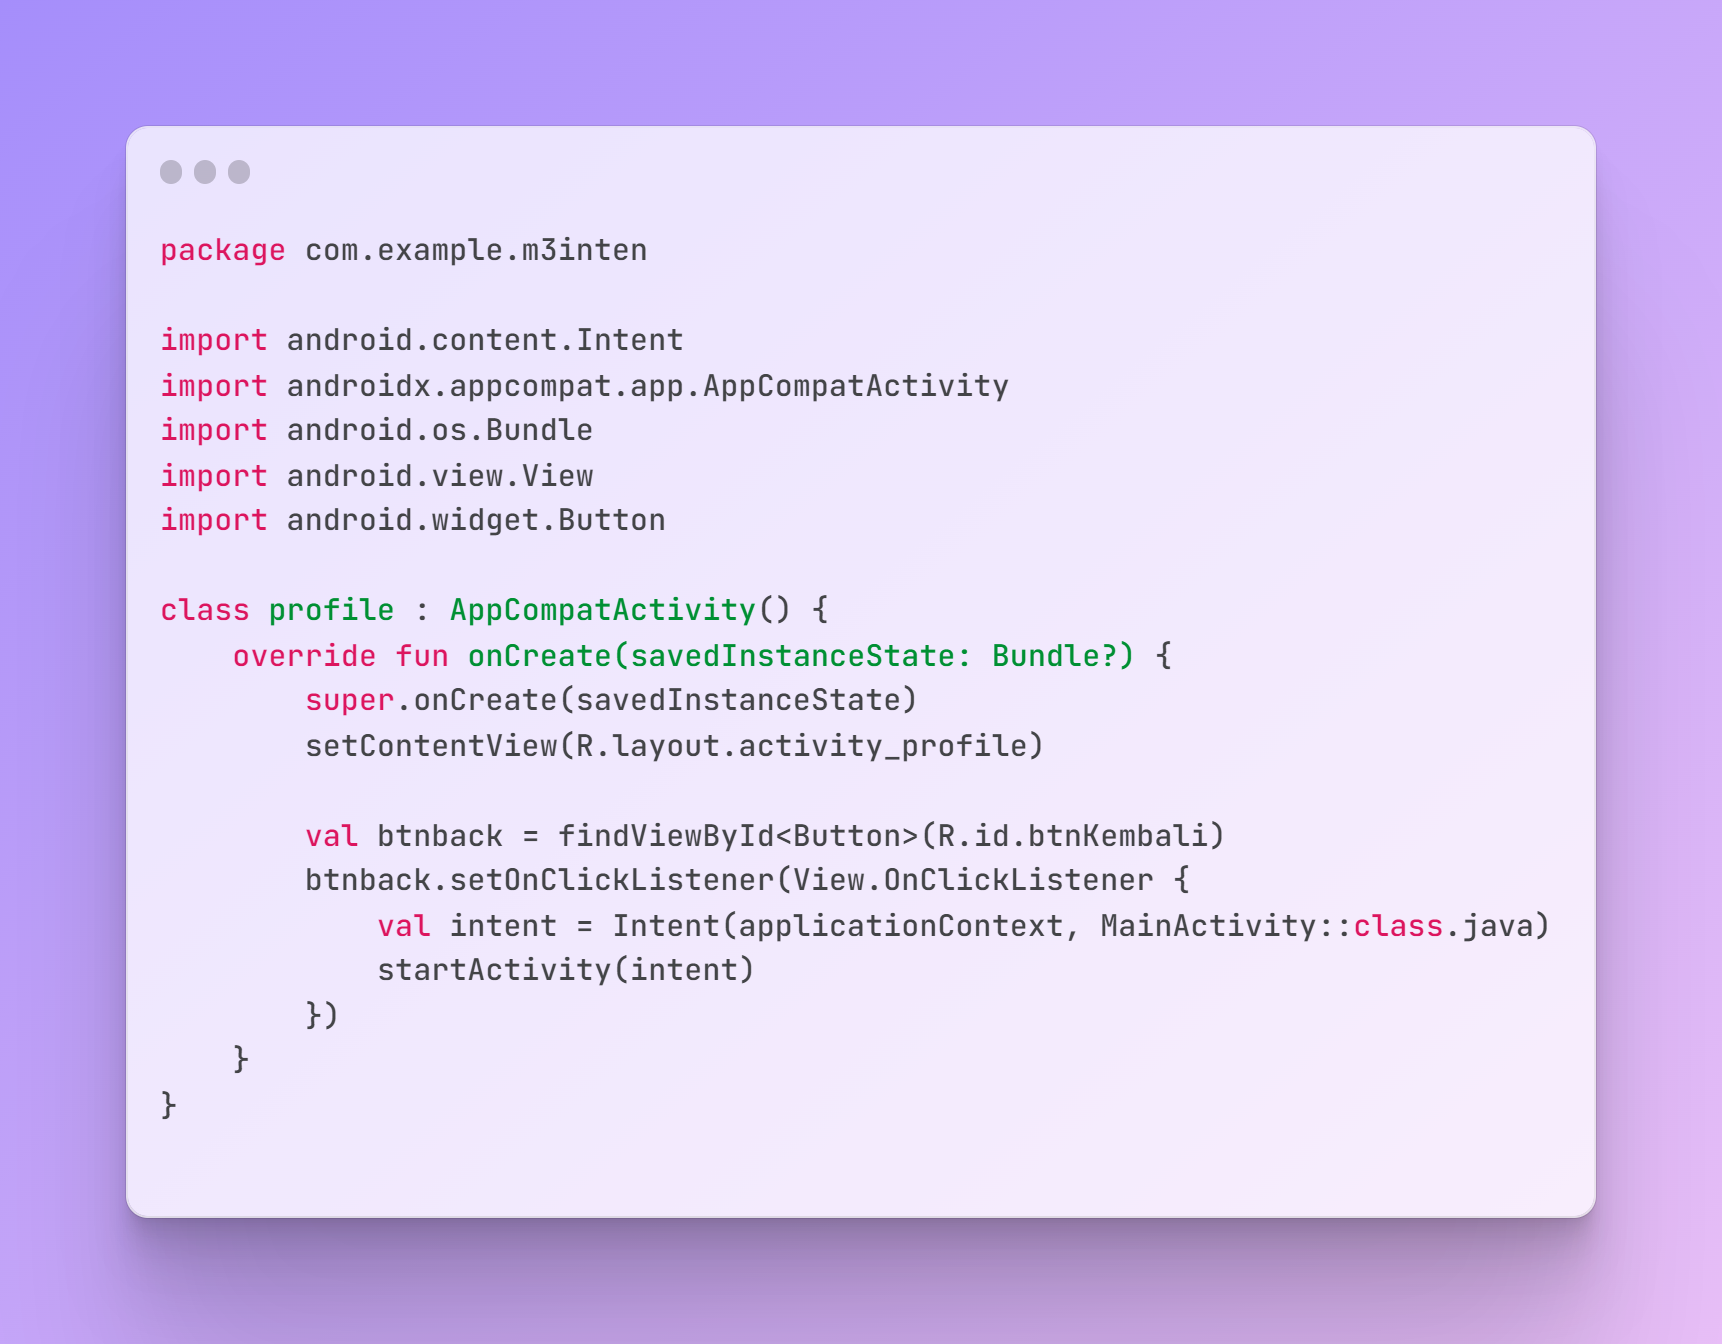 package com.example.m3inten

import android.content.Intent
import androidx.appcompat.app.AppCompatActivity
import android.os.Bundle
import android.view.View
import android.widget.Button

class profile : AppCompatActivity() {
    override fun onCreate(savedInstanceState: Bundle?) {
        super.onCreate(savedInstanceState)
        setContentView(R.layout.activity_profile)

        val btnback = findViewById<Button>(R.id.btnKembali)
        btnback.setOnClickListener(View.OnClickListener {
            val intent = Intent(applicationContext, MainActivity::class.java)
            startActivity(intent)
        })
    }
}